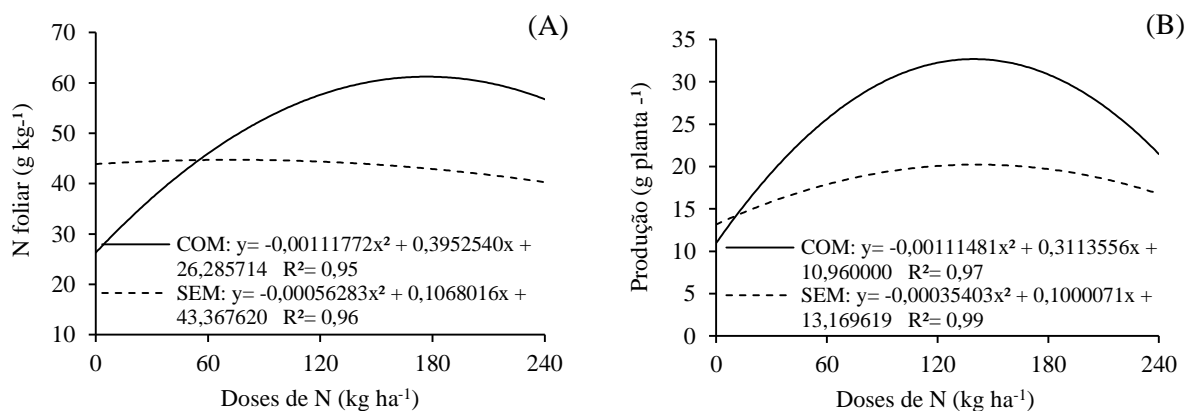 (A)
70
60
50
40
30
20
10
N foliar (g kg-¹)
COM: y= -0,00111772x² + 0,3952540x +
26,285714 R²= 0,95
SEM: y= -0,00056283x² + 0,1068016x +
43,367620 R²= 0,96
0 60 120 180 240
Doses de N (kg ha⁻¹)
(B)
35
30
25
20
15
10
5
0
Produção (g planta -¹)
COM: y= -0,00111481x² + 0,3113556x +
10,960000 R²= 0,97
SEM: y= -0,00035403x² + 0,1000071x +
13,169619 R²= 0,99
0 60 120 180 240
Doses de N (kg ha⁻¹)